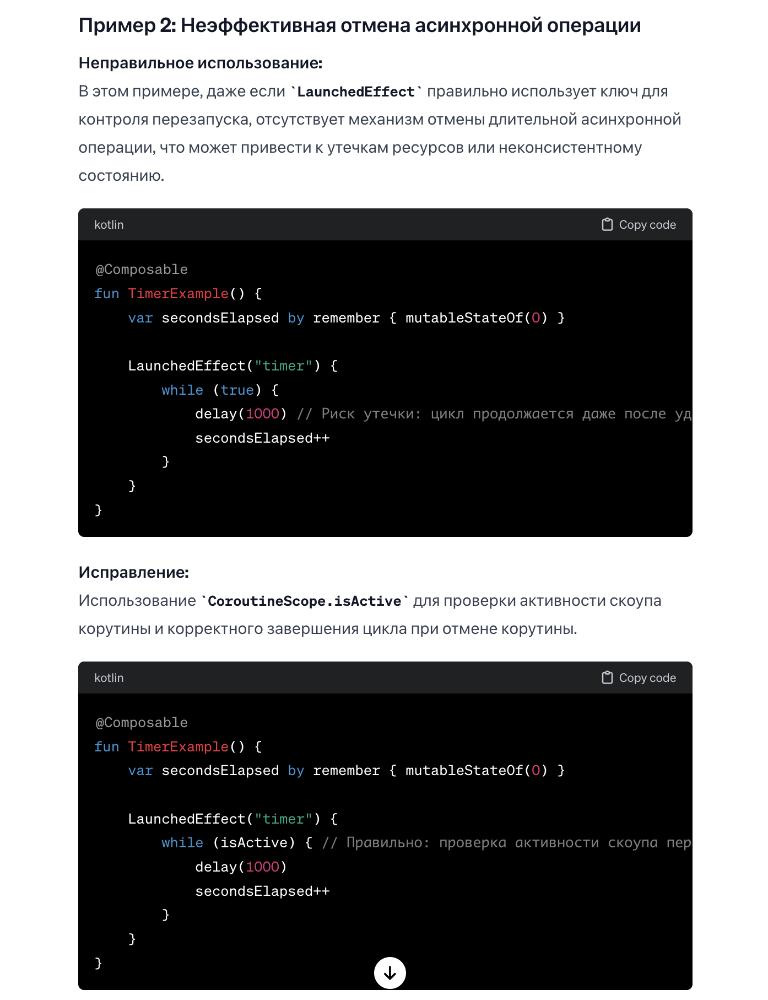 Пример 2: Неэффективная отмена асинхронной операции
Неправильное использование:
В этом примере, даже если `LaunchedEffect` правильно использует ключ для
контроля перезапуска, отсутствует механизм отмены длительной асинхронной
операции, что может привести к утечкам ресурсов или неконсистентному
состоянию.
kotlin
Copy code
@Composable
fun TimerExample() {
    var secondsElapsed by remember { mutableStateOf(0) }
    LaunchedEffect("timer") {
        while (true) {
            delay(1000) // Риск утечки: цикл продолжается даже после уд
            secondsElapsed++
        }
    }
}
Исправление:
Использование `CoroutineScope.isActive` для проверки активности скоупа
корутины и корректного завершения цикла при отмене корутины.
kotlin
Copy code
@Composable
fun TimerExample() {
    var secondsElapsed by remember { mutableStateOf(0) }
    LaunchedEffect("timer") {
        while (isActive) { // Правильно: проверка активности скоупа пер
            delay(1000)
            secondsElapsed++
        }
    }
}